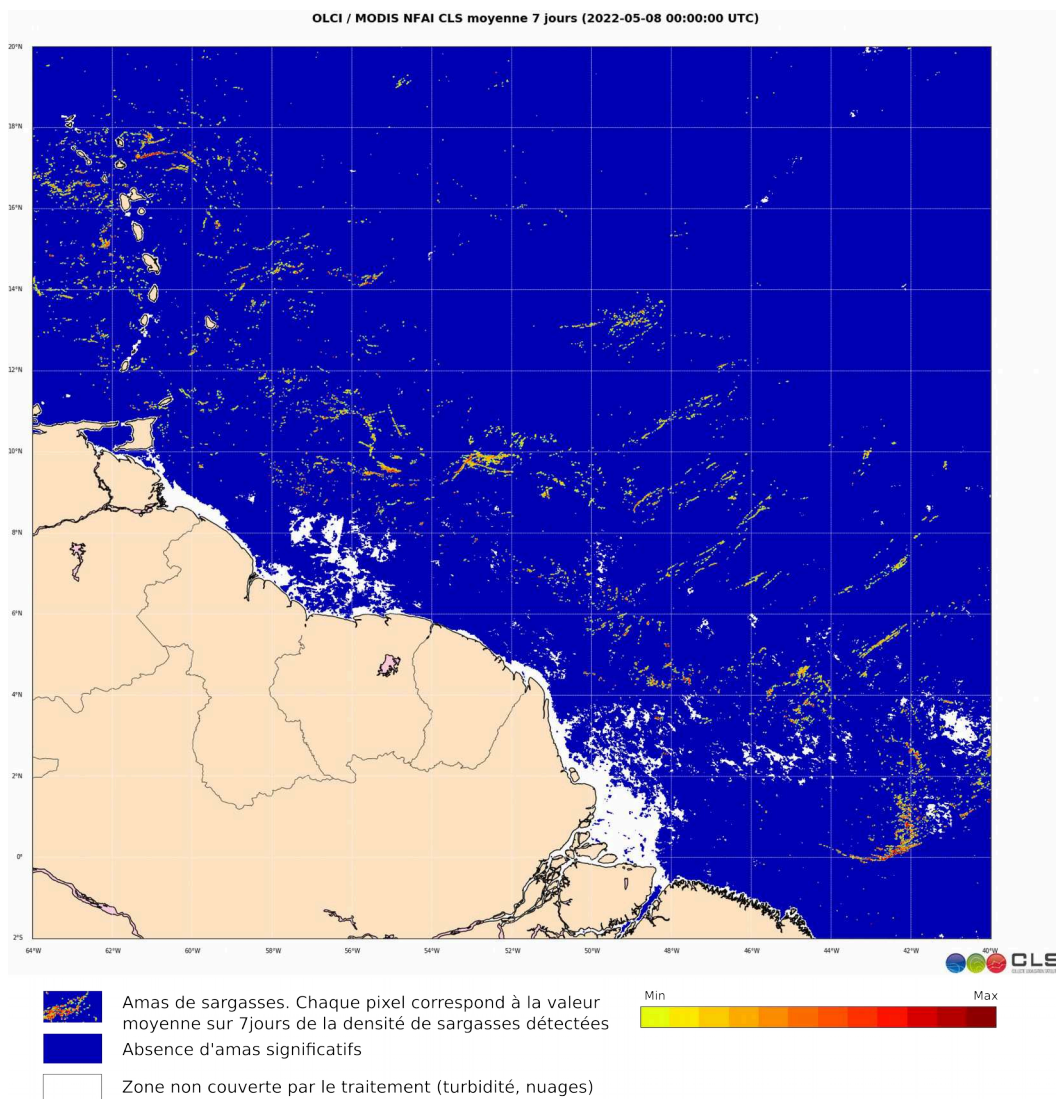 OLCI / MODIS NFAI CLS moyenne 7 jours (2022-05-08 00:00:00 UTC)
20°N
18°N
16°N
14°N
12°N
10°N
8°N
6°N
4°N
2°N
0°
2°S
64°W 62°W 60°W 58°W 56°W 54°W 52°W 50°W 48°W 46°W 44°W 42°W 40°W
CLS
Min Max
Amas de sargasses. Chaque pixel correspond à la valeur
moyenne sur 7jours de la densité de sargasses détectées
Absence d'amas significatifs
Zone non couverte par le traitement (turbidité, nuages)